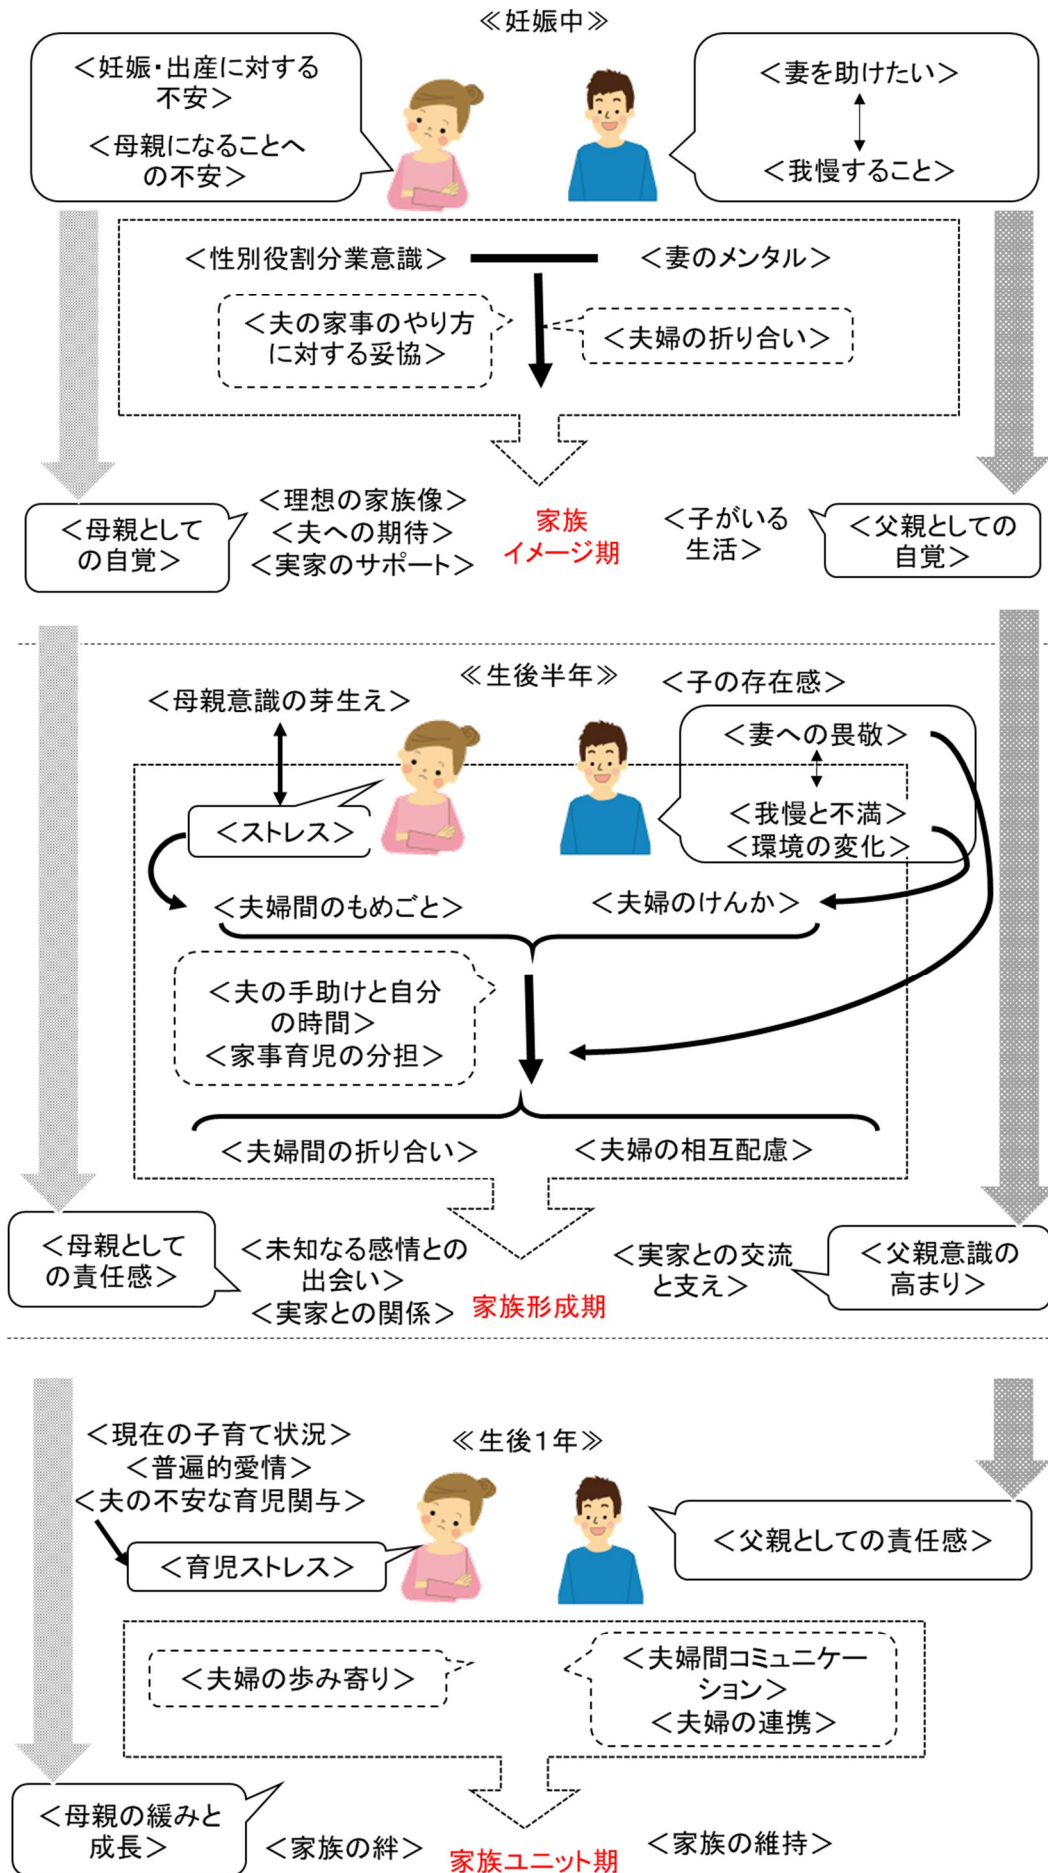 ≪妊娠中≫
＜妊娠・出産に対する
不安＞
＜母親になることへ
の不安＞
＜妻を助けたい＞
＜我慢すること＞
＜性別役割分業意識＞
＜妻のメンタル＞
＜夫の家事のやり方
に対する妥協＞
＜夫婦の折り合い＞
＜母親として
の自覚＞
＜理想の家族像＞
＜夫への期待＞
＜実家のサポート＞
家族
イメージ期
＜子がいる
生活＞
＜父親としての
自覚＞
≪生後半年≫
＜母親意識の芽生え＞
＜子の存在感＞
＜妻への畏敬＞
＜ストレス＞
＜我慢と不満＞
＜環境の変化＞
＜夫婦間のもめごと＞
＜夫婦のけんか＞
＜夫の手助けと自分
の時間＞
＜家事育児の分担＞
＜夫婦間の折り合い＞
＜夫婦の相互配慮＞
＜母親として
の責任感＞
＜未知なる感情との
出会い＞
＜実家との関係＞
家族形成期
＜実家との交流
と支え＞
＜父親意識の
高まり＞
≪生後１年≫
＜現在の子育て状況＞
＜普遍的愛情＞
＜夫の不安な育児関与＞
＜育児ストレス＞
＜父親としての責任感＞
＜夫婦の歩み寄り＞
＜夫婦間コミュニケー
ション＞
＜夫婦の連携＞
＜母親の緩みと
成長＞
＜家族の絆＞
家族ユニット期
＜家族の維持＞